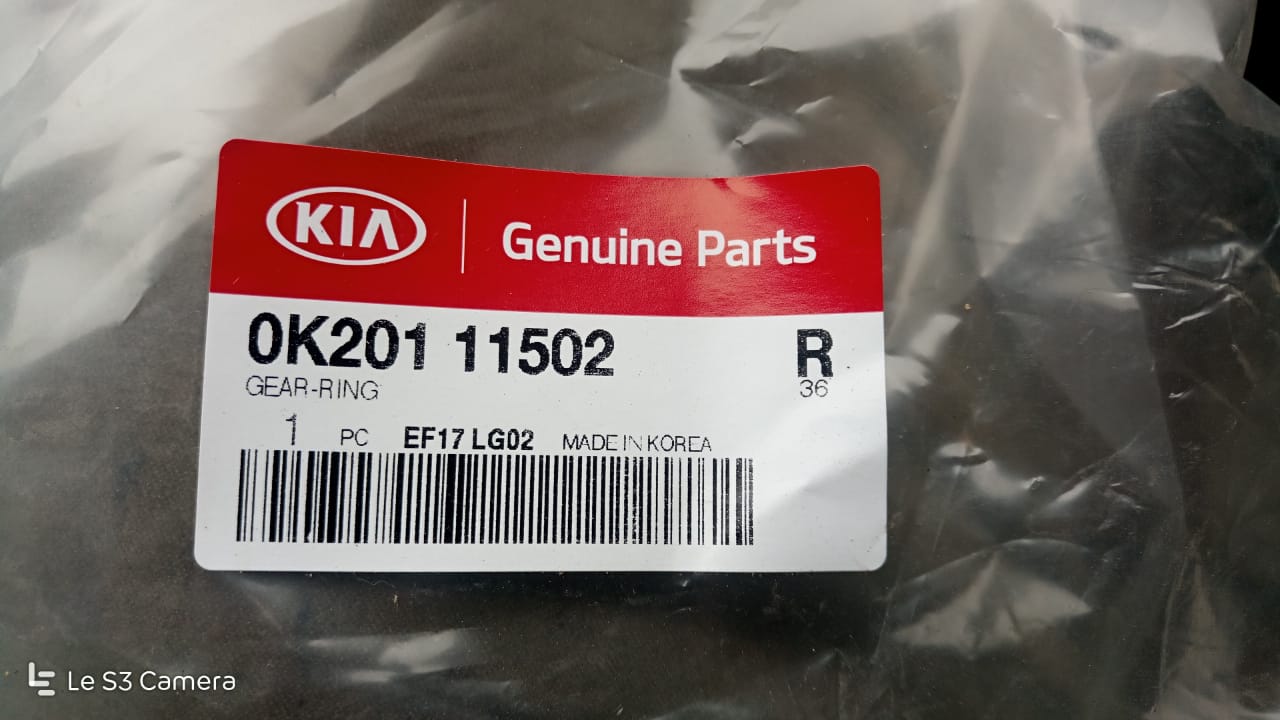 KIA Genuine Parts
0K201 11502 R
GEAR-RING 36
1 PC EF17 LG02 MADE IN KOREA
Le S3 Camera